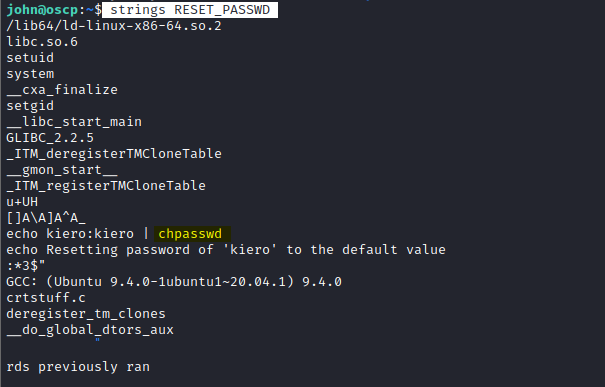 john@oscp:~$ strings RESET_PASSWD
/lib64/ld-linux-x86-64.so.2
libc.so.6
setuid
system
__cxa_finalize
setgid
__libc_start_main
GLIBC_2.2.5
_ITM_deregisterTMCloneTable
__gmon_start__
_ITM_registerTMCloneTable
u+UH
[]A\A]A^A_
echo kiero:kiero | chpasswd
echo Resetting password of 'kiero' to the default value
:*3$"
GCC: (Ubuntu 9.4.0-1ubuntu1~20.04.1) 9.4.0
crtstuff.c
deregister_tm_clones
__do_global_dtors_aux
"
rds previously ran